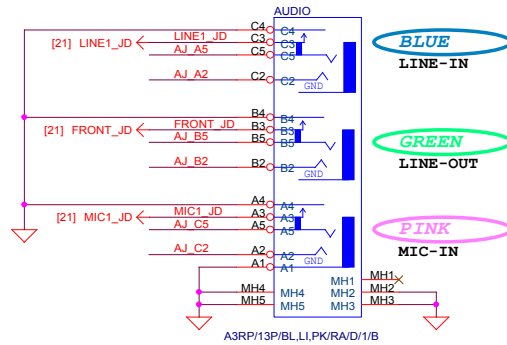 AUDIO
C4 C4
[21] LINE1_JD LINE1_JD C3 C3
AJ_A5 C5 C5
AJ_A2 C2 C2
GND
BLUE
LINE-IN
B4 B4
[21] FRONT_JD FRONT_JD B3 B3
AJ_B5 B5 B5
AJ_B2 B2 B2
GND
GREEN
LINE-OUT
A4 A4
[21] MIC1_JD MIC1_JD A3 A3
AJ_C5 A5 A5
AJ_C2 A2 A2
GND
A1 A1
PINK
MIC-IN
MH1 MH1
MH4 MH4 MH2 MH2
MH5 MH5 MH3 MH3
A3RP/13P/BL,LI,PK/RA/D/1/B